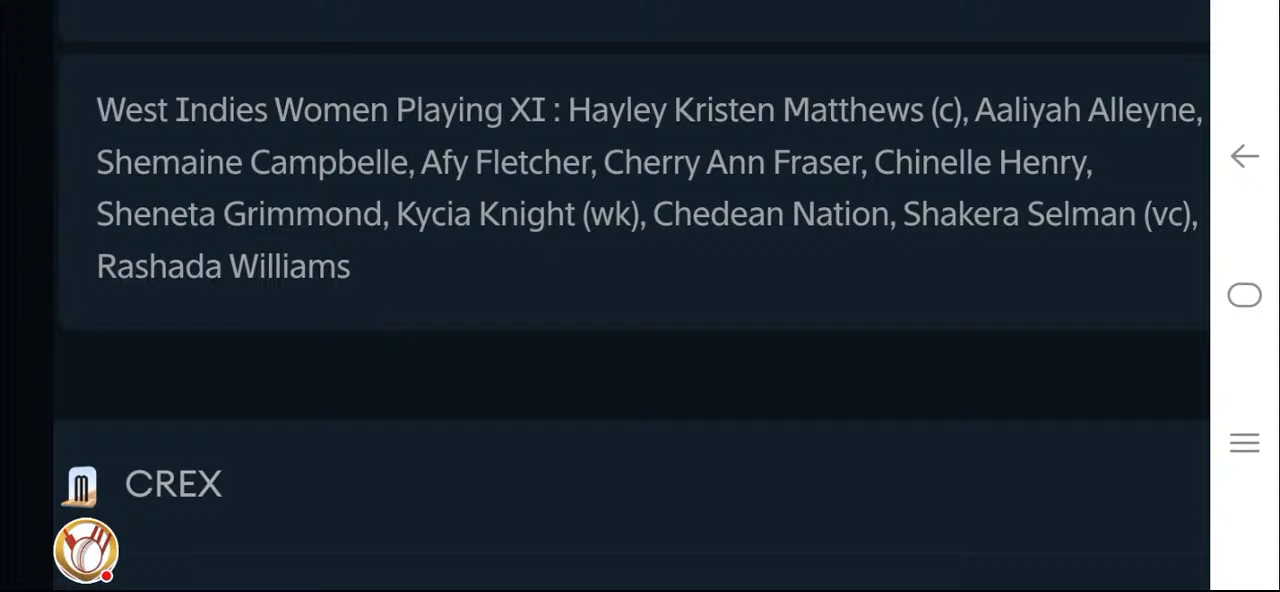 West Indies Women Playing XI : Hayley Kristen Matthews (c), Aaliyah Alleyne,
Shemaine Campbelle, Afy Fletcher, Cherry Ann Fraser, Chinelle Henry,
Sheneta Grimmond, Kycia Knight (wk), Chedean Nation, Shakera Selman (vc),
Rashada Williams
CREX